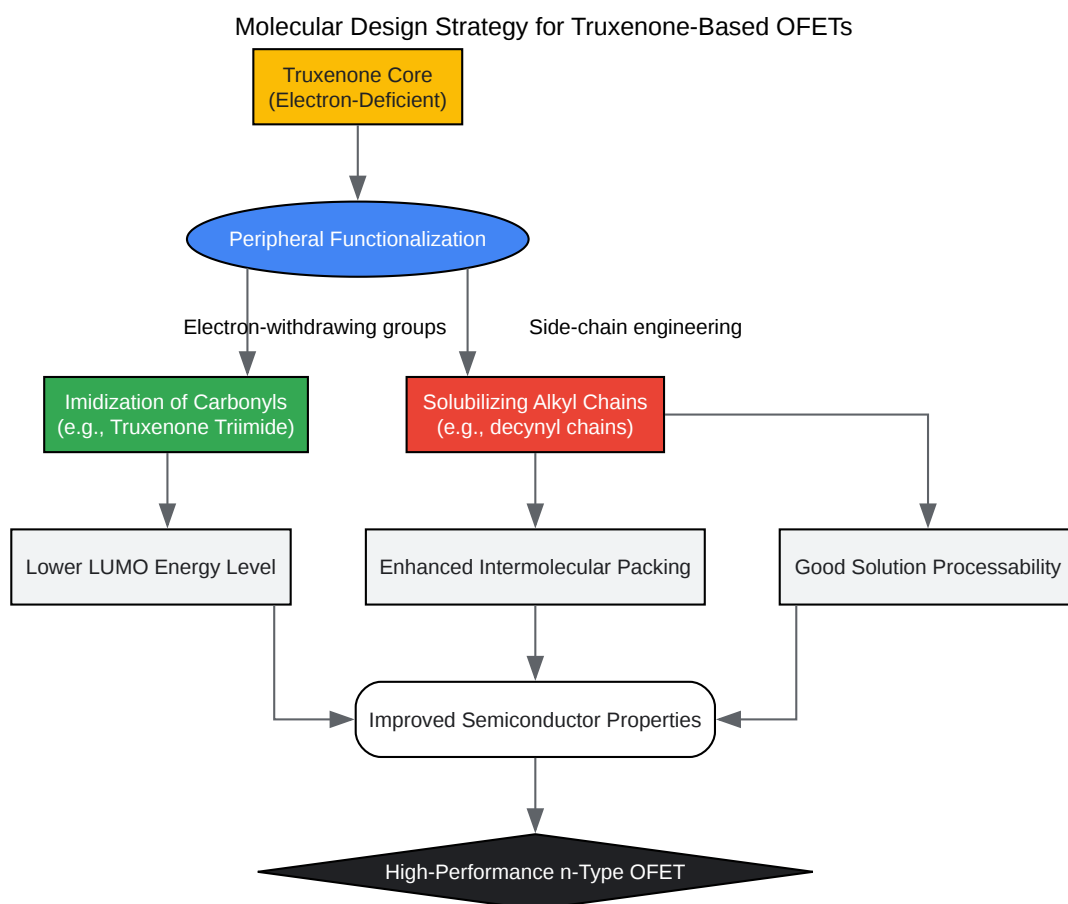 Molecular Design Strategy for Truxenone-Based OFETs
Truxenone Core
(Electron-Deficient)
Peripheral Functionalization
Electron-withdrawing groups
Side-chain engineering
Imidization of Carbonyls
(e.g., Truxenone Triimide)
Solubilizing Alkyl Chains
(e.g., decynyl chains)
Lower LUMO Energy Level
Enhanced Intermolecular Packing
Good Solution Processability
Improved Semiconductor Properties
High-Performance n-Type OFET